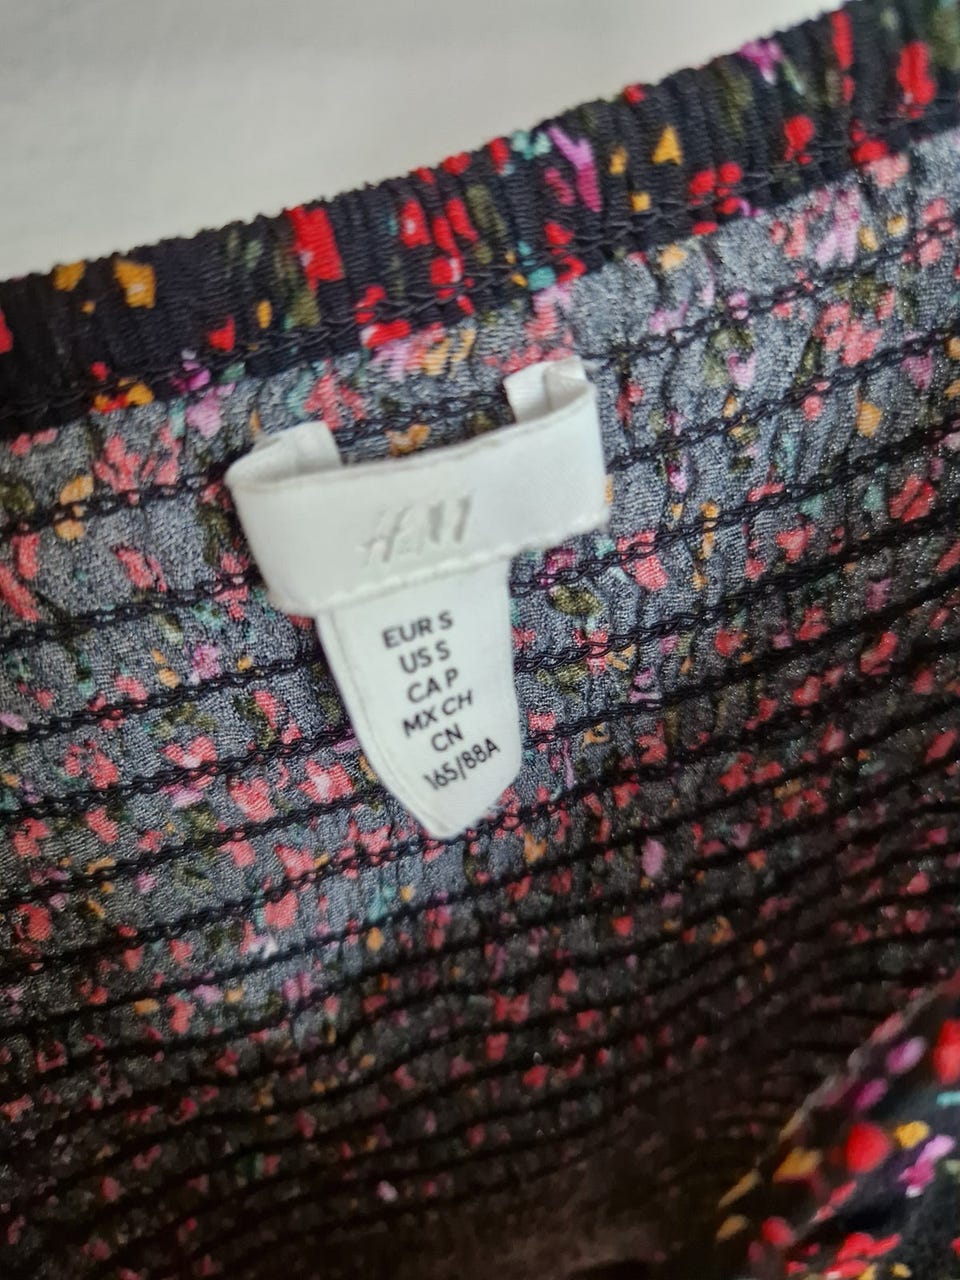 H&M
EUR S
US S
CA P
MX CH
CN
165/88A